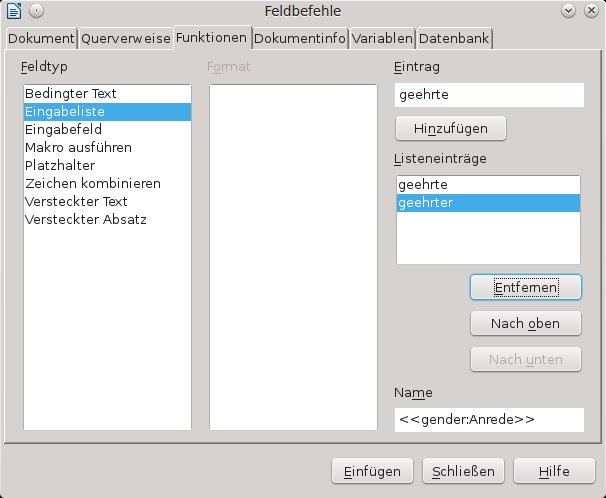 Feldbefehle
Dokument Querverweise Funktionen Dokumentinfo Variablen Datenbank
Feldtyp
Bedingter Text
Eingabeliste
Eingabefeld
Makro ausführen
Platzhalter
Zeichen kombinieren
Versteckter Text
Versteckter Absatz
Format
Eintrag
geehrte
Hinzufügen
Listeneinträge
geehrte
geehrter
Entfernen
Nach oben
Nach unten
Name
<<gender:Anrede>>
Einfügen Schließen Hilfe